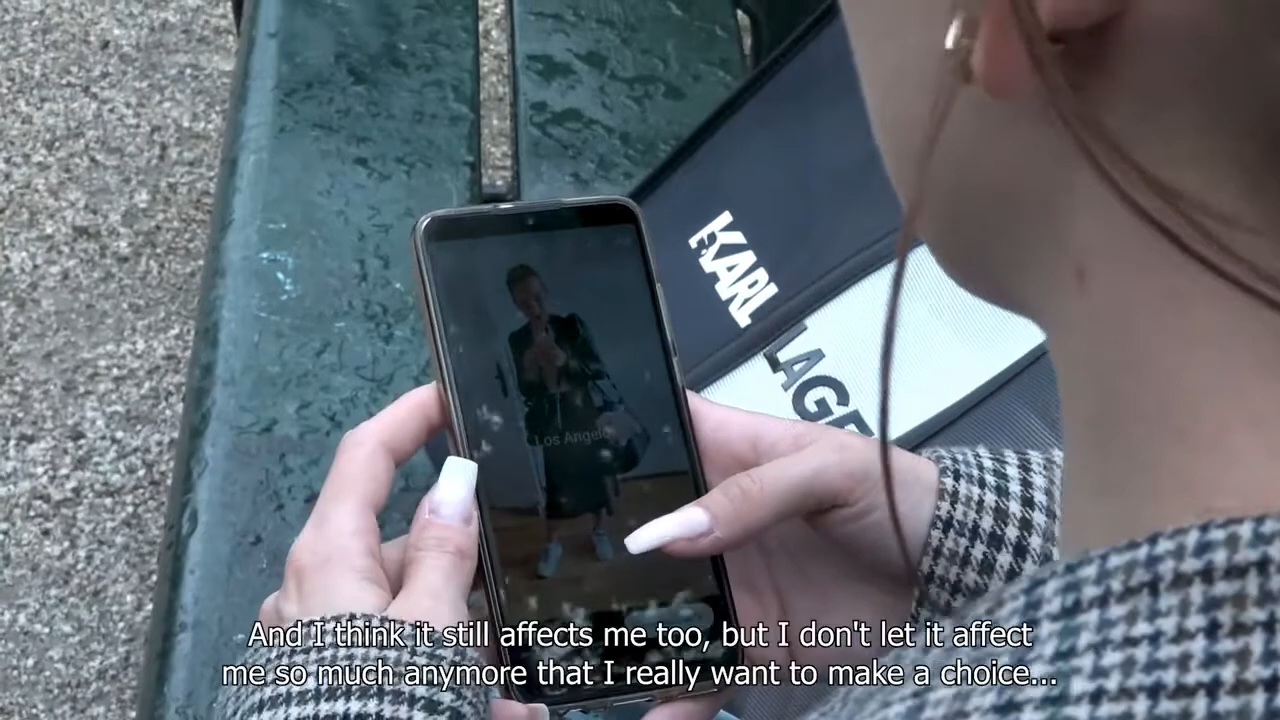 KARL
LAGE
Los Angele
And I think it still affects me too, but I don't let it affect
me so much anymore that I really want to make a choice...